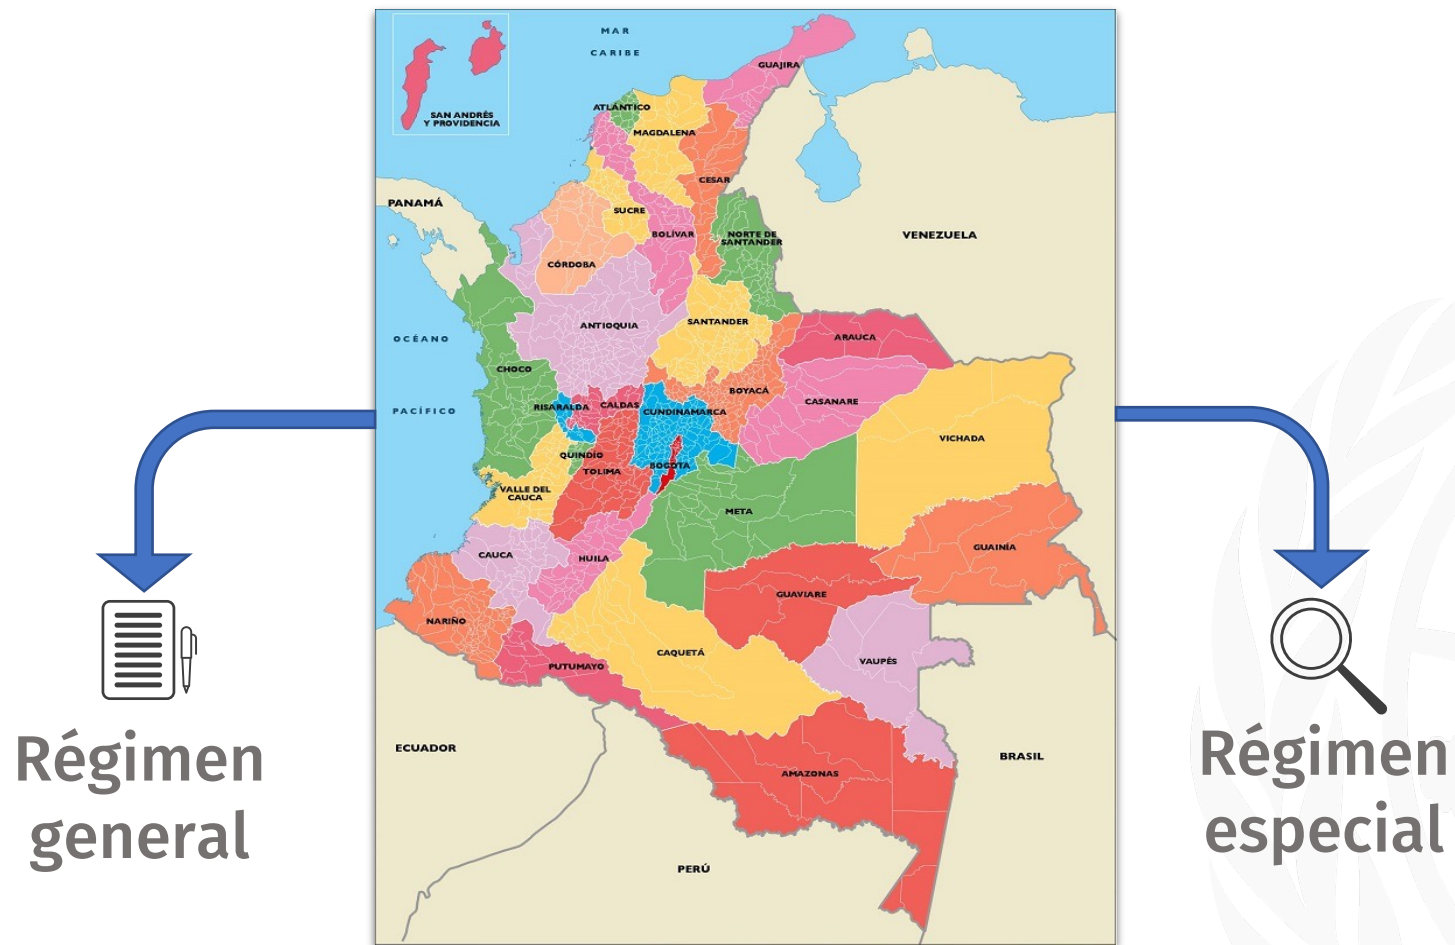 MAR
CARIBE
GUAJIRA
SAN ANDRÉS
Y PROVIDENCIA
ATLÁNTICO
MAGDALENA
CESAR
PANAMÁ
SUCRE
BOLÍVAR
NORTE DE
SANTANDER
VENEZUELA
CÓRDOBA
ANTIOQUIA
SANTANDER
OCÉANO
ARAUCA
CHOCO
BOYACÁ
CASANARE
PACÍFICO
RISARALDA
CALDAS
CUNDINAMARCA
VICHADA
QUINDÍO
BOGOTA
TOLIMA
VALLE DEL
CAUCA
META
CAUCA
HUILA
GUAINÍA
GUAVIARE
NARIÑO
CAQUETÁ
VAUPÉS
PUTUMAYO
ECUADOR
BRASIL
AMAZONAS
PERÚ
Régimen
general
Régimen
especial